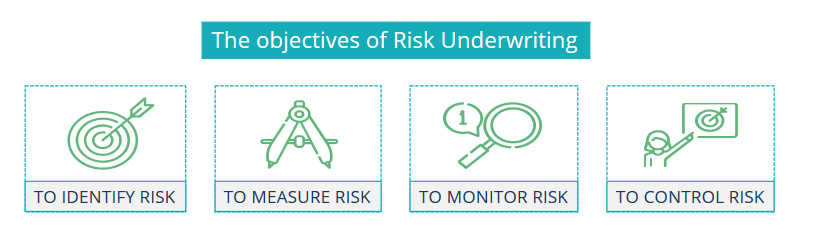 The objectives of Risk Underwriting
i
TO IDENTIFY RISK
TO MEASURE RISK
TO MONITOR RISK
TO CONTROL RISK